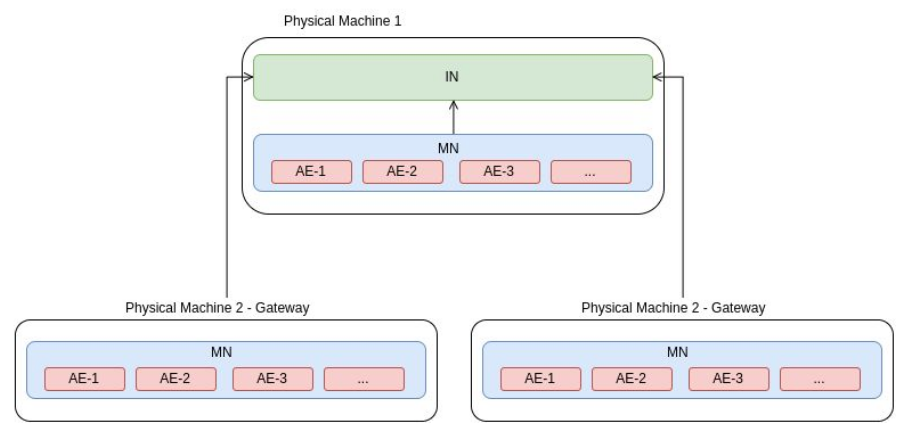 Physical Machine 1
IN
MN
AE-1 AE-2 AE-3 ...
Physical Machine 2 - Gateway
MN
AE-1 AE-2 AE-3 ...
Physical Machine 2 - Gateway
MN
AE-1 AE-2 AE-3 ...